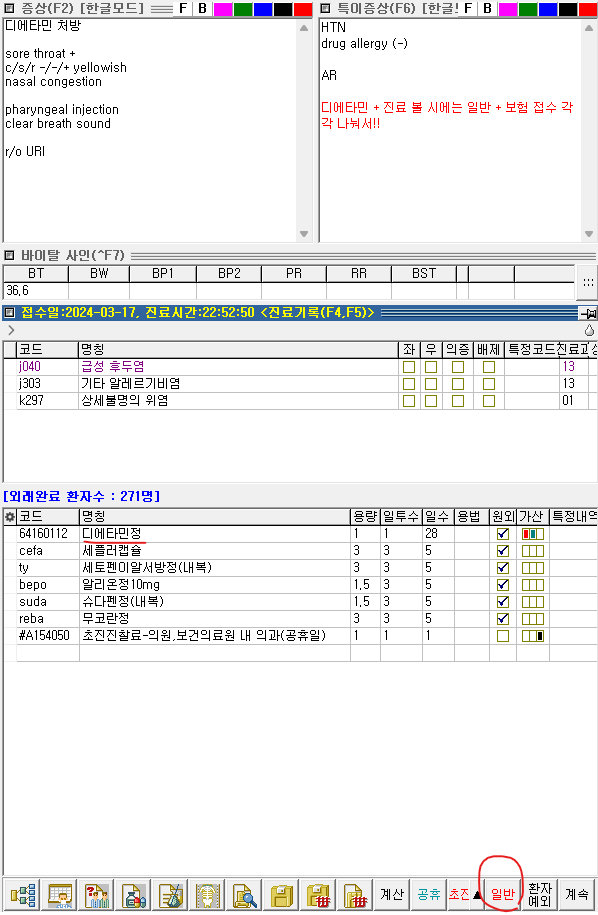 증상(F2) [한글모드] F B
디에타민 처방
sore throat +
c/s/r -/-/+ yellowish
nasal congestion
pharyngeal injection
clear breath sound
r/o URI
특이증상(F6) [한글! F B
HTN
drug allergy (-)
AR
디에타민 + 진료 볼 시에는 일반 + 보험 접수 각
각 나눠서!!
바이탈 사인(^F7)
BT BW BP1 BP2 PR RR BST
36,6
접수일:2024-03-17, 진료시간:22:52:50 <진료기록(F4,F5)>
코드 명칭 좌 우 의증 배제 특정코드 진료과
j040 급성 후두염 13
j303 기타 알레르기비염 13
k297 상세불명의 위염 01
[외래완료 환자수 : 271명]
코드 명칭 용량 일투수 일수 용법 원외 가산 특정내역
64160112 디에타민정 1 1 28
cefa 세플러캡슐 3 3 5
ty 세토펜이알서방정(내복) 3 3 5
bepo 알리온정10mg 1,5 3 5
suda 슈다펜정(내복) 1,5 3 5
reba 무코란정 3 3 5
#A154050 초진진찰료-의원,보건의료원 내 의과(공휴일) 1 1 1
계산 공휴 초진 ▲ 일반 환자 예외 계속